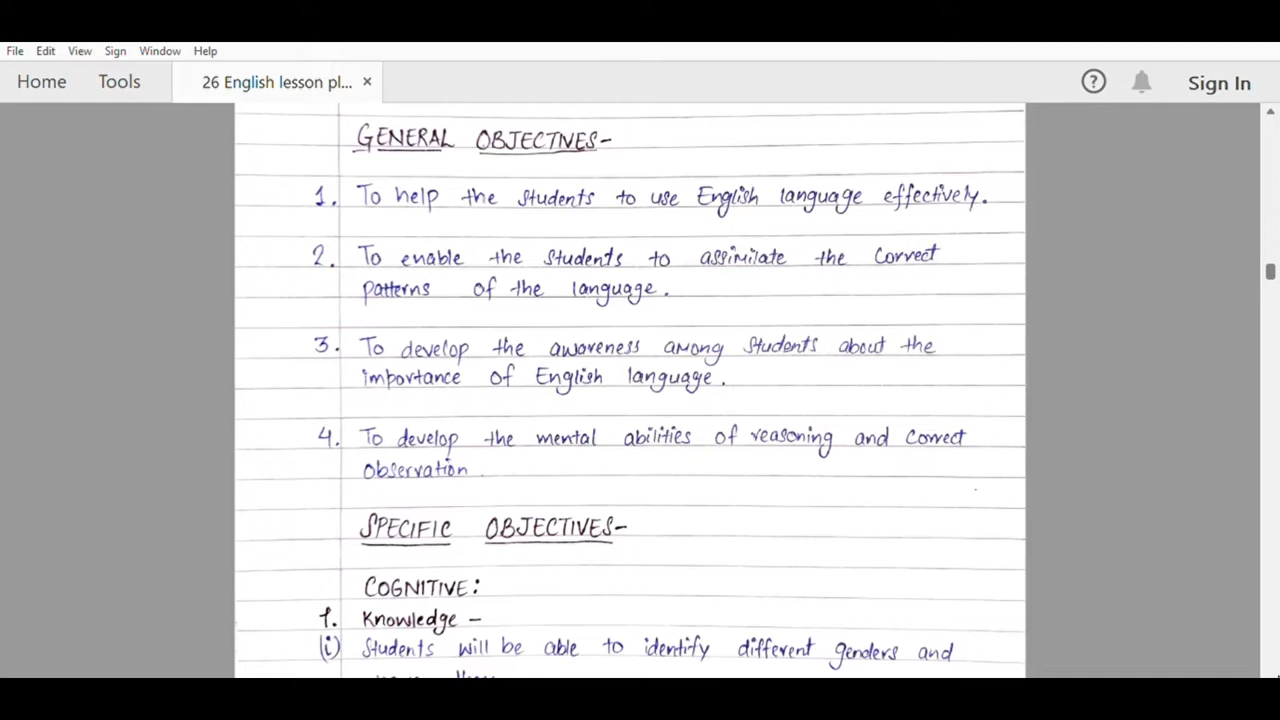 File Edit View Sign Window Help
Home Tools 26 English lesson pl... × ? Sign In
GENERAL OBJECTIVES-
1. To help the students to use English language effectively.
2. To enable the students to assimilate the correct
patterns of the language.
3. To develop the awareness among students about the
importance of English language.
4. To develop the mental abilities of reasoning and correct
observation.
SPECIFIC OBJECTIVES-
COGNITIVE:
1. Knowledge -
(i) Students will be able to identify different genders and